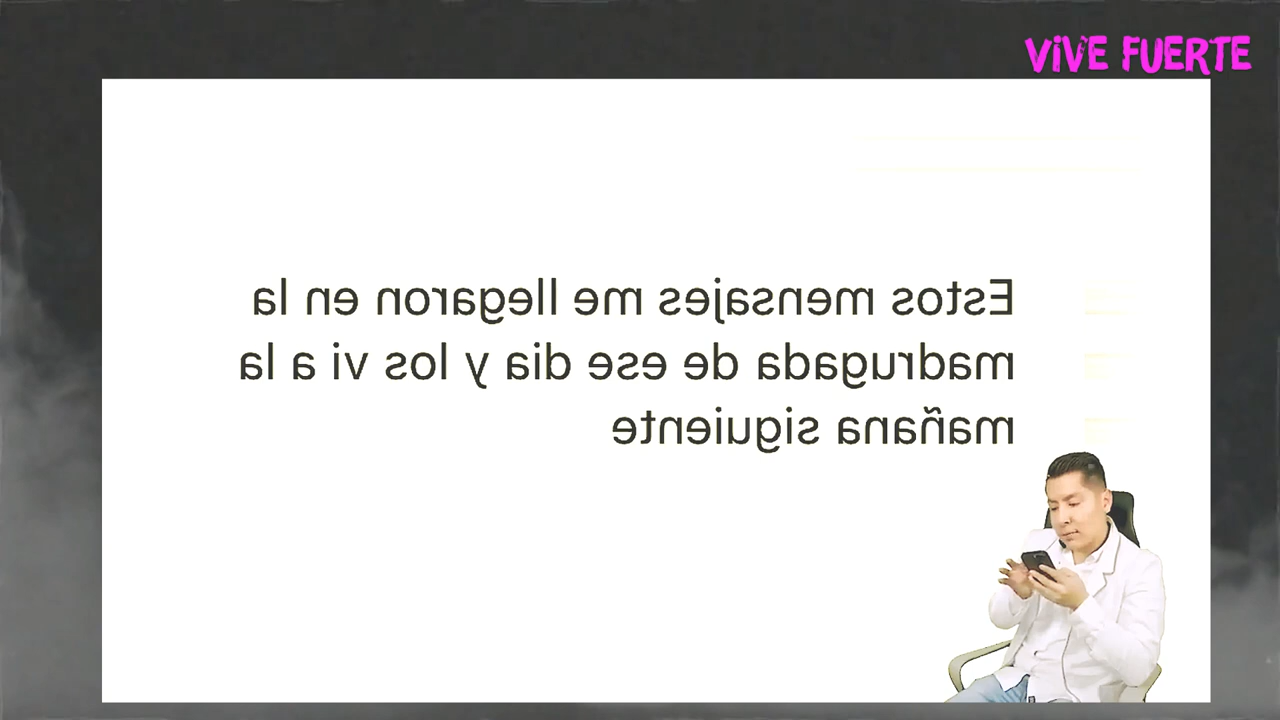 VIVE FUERTE
Estos mensajes me llegaron en la
madrugada de ese dia y los vi a la
mañana siguiente